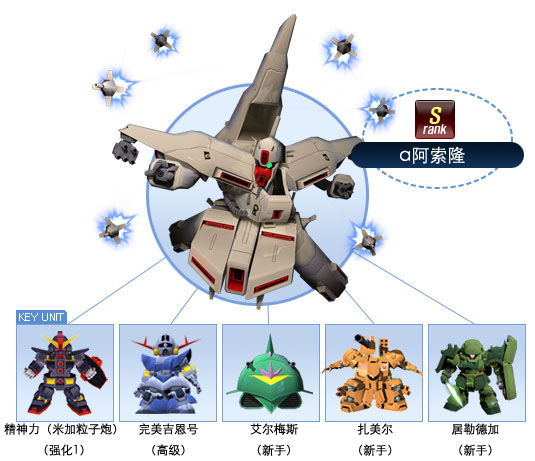 S
rank
α阿索隆
KEY UNIT
精神力（米加粒子炮） 完美吉恩号 艾尔梅斯 扎美尔 居勒德加
（强化1） （高级） （新手） （新手） （新手）